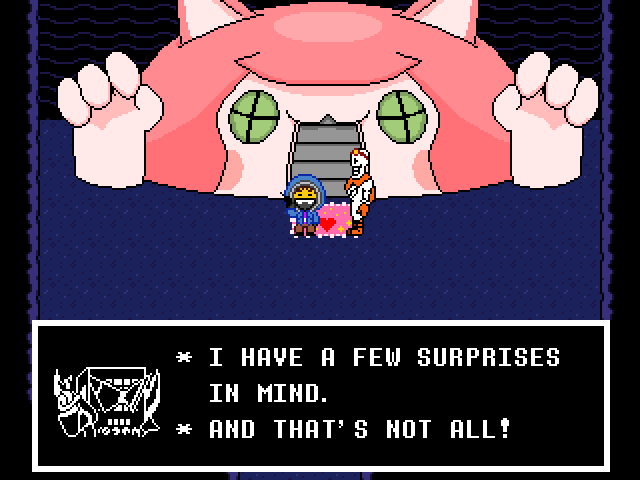 * I HAVE A FEW SURPRISES
IN MIND.
* AND THAT'S NOT ALL!